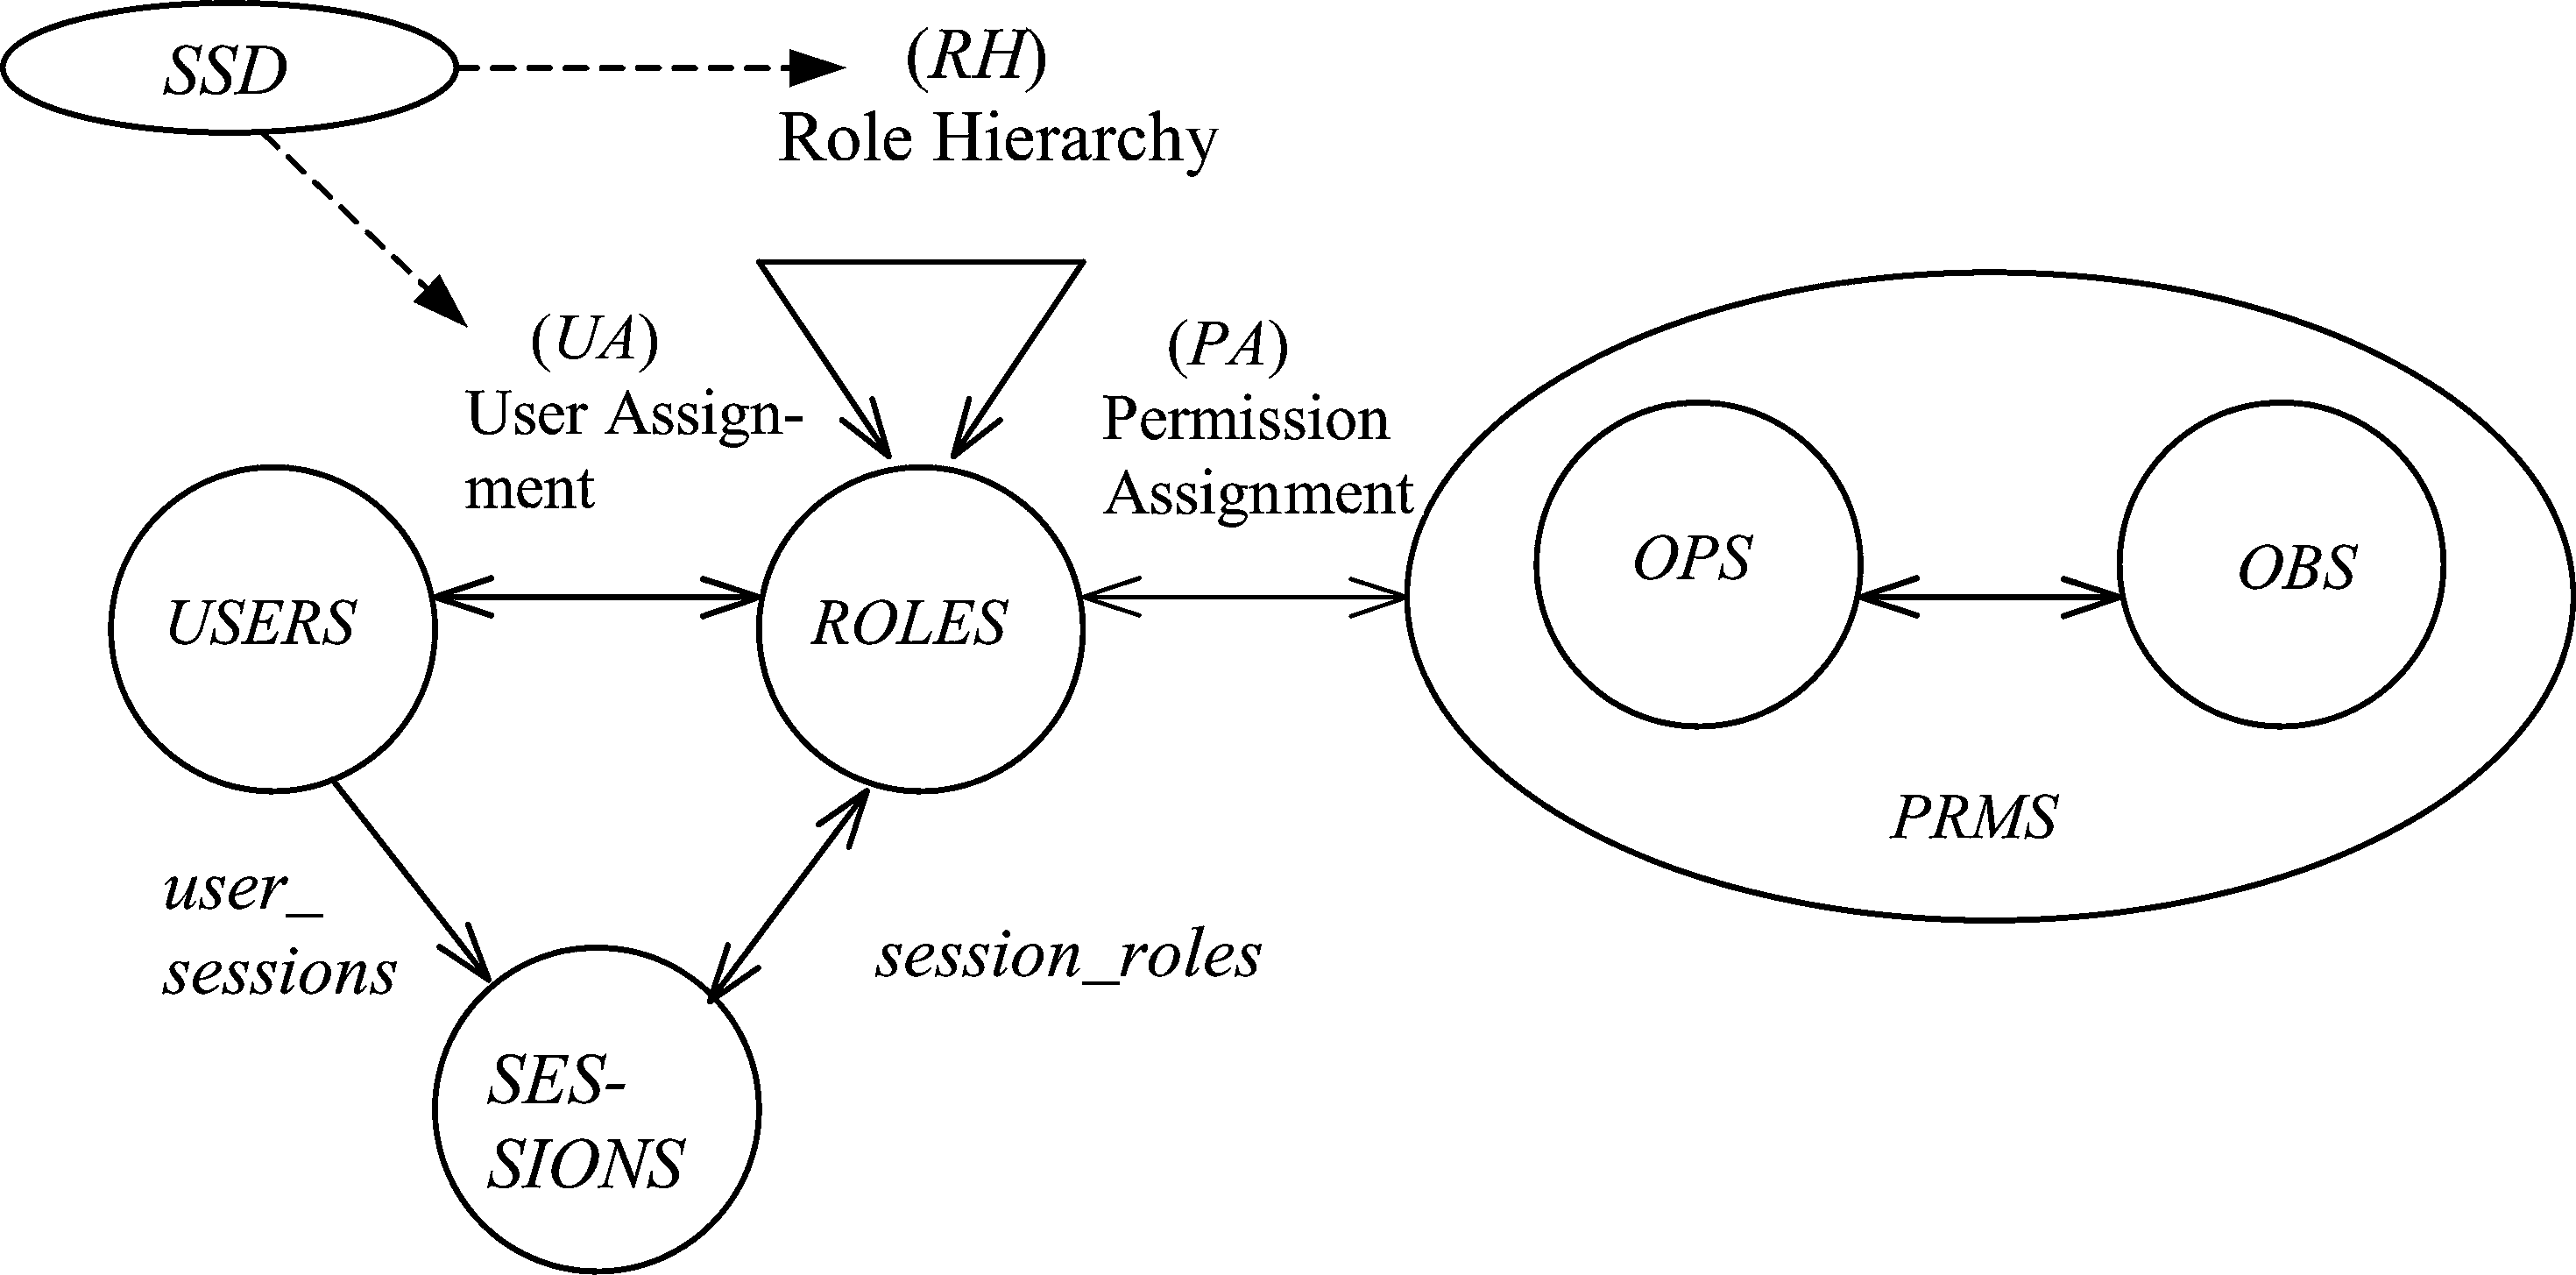 SSD
(RH)
Role Hierarchy
(UA)
User Assign-
ment
(PA)
Permission
Assignment
USERS
ROLES
OPS
OBS
PRMS
user_
sessions
session_roles
SES-
SIONS